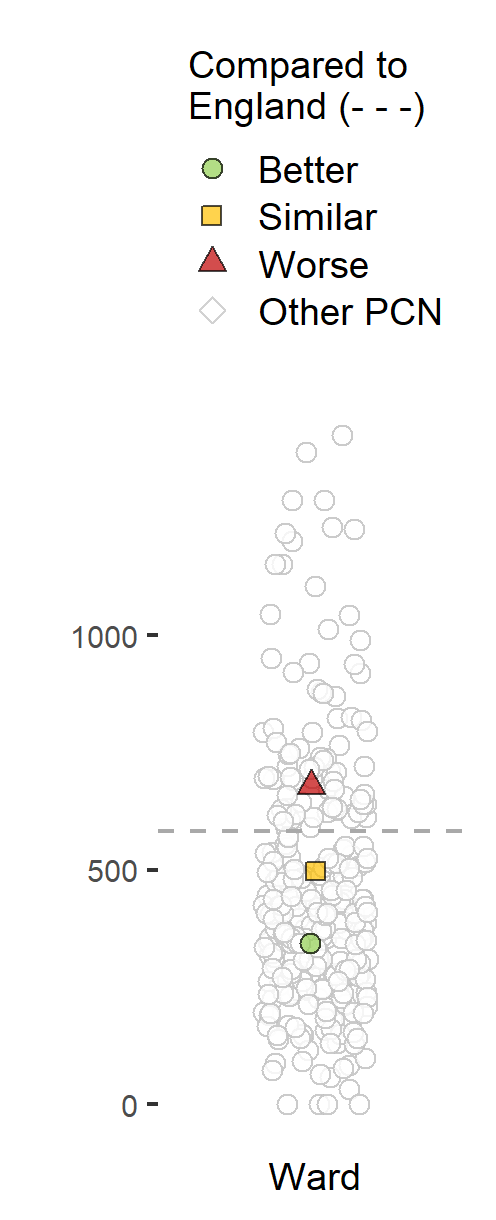 Compared to
England (- - -)
Better
Similar
Worse
Other PCN
1000
500
0
Ward